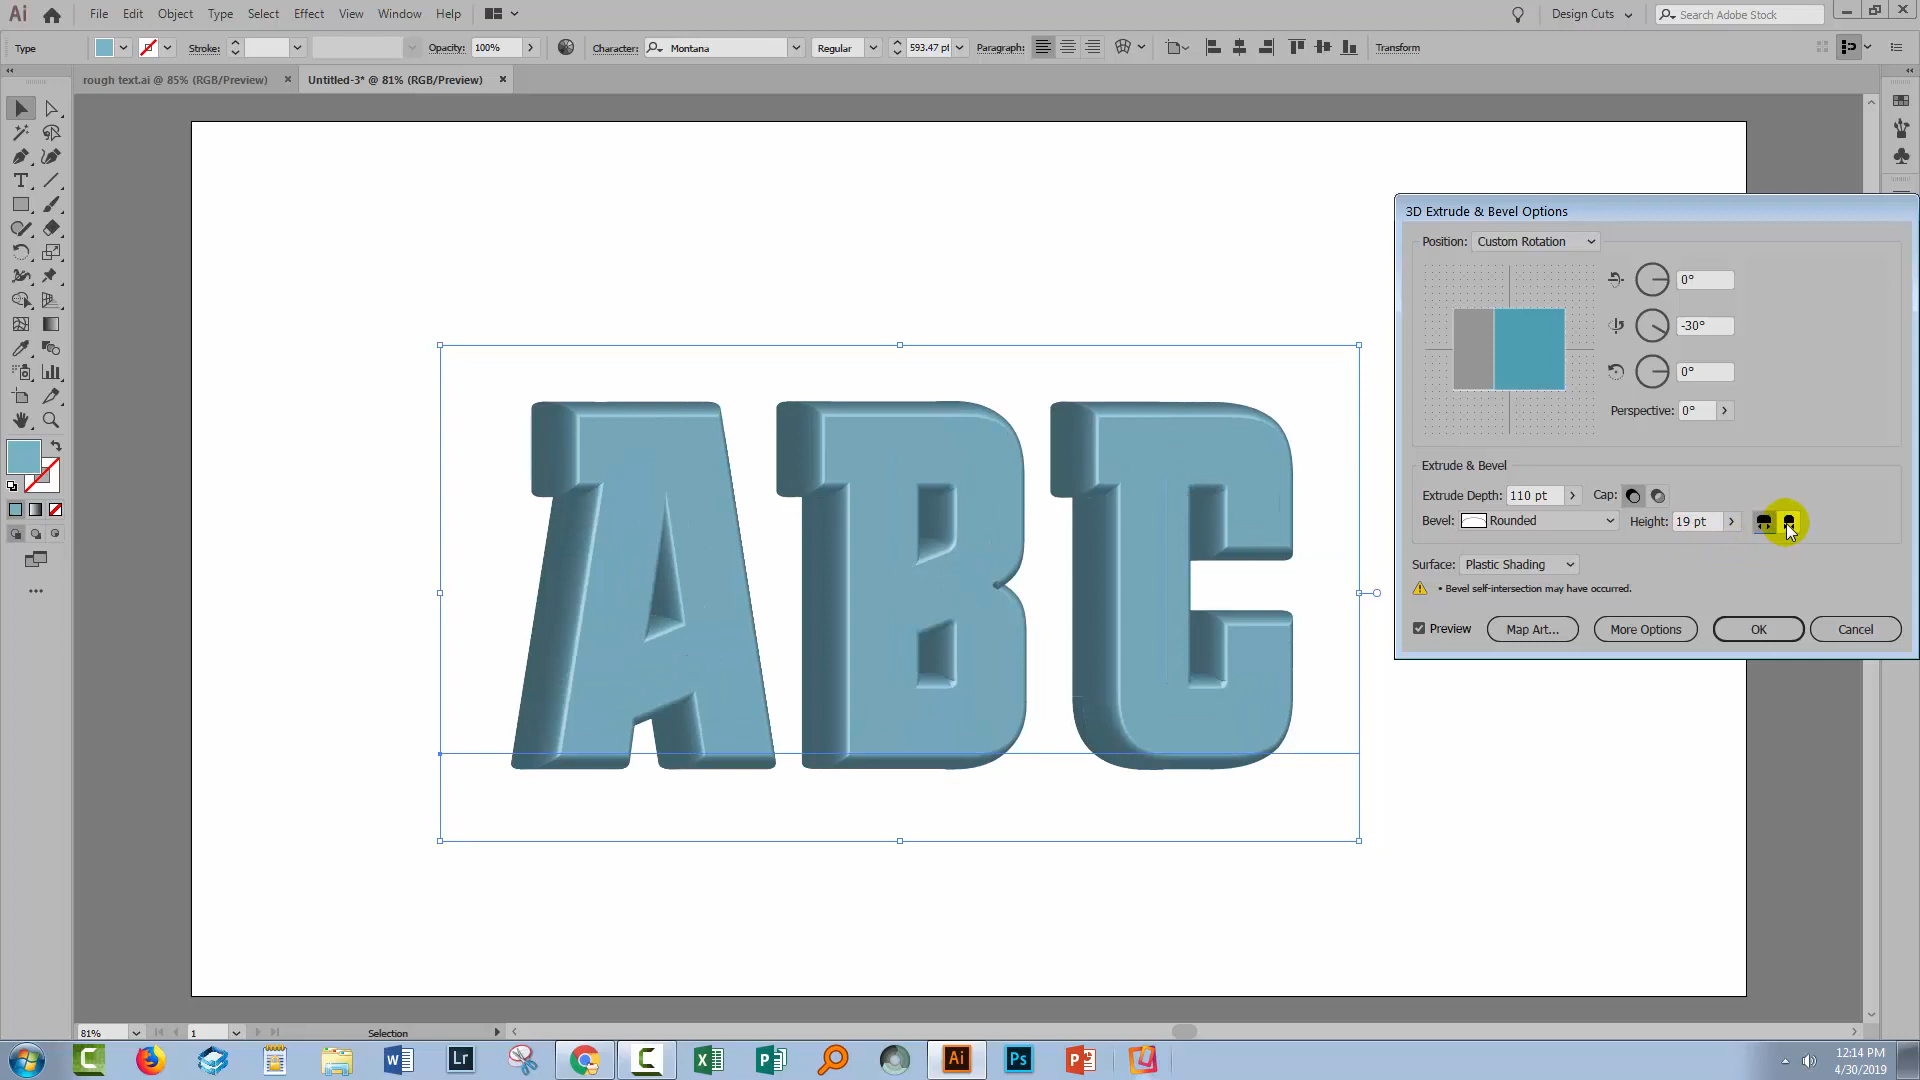 Ai File Edit Object Type Select Effect View Window Help Design Cuts Search Adobe Stock
Type Stroke: Opacity: 100% Character: Montana Regular 593.47 pt Paragraph: Transform
rough text.ai @ 85% (RGB/Preview) × Untitled-3* @ 81% (RGB/Preview) ×
3D Extrude & Bevel Options
Position: Custom Rotation
0°
-30°
0°
Perspective: 0°
Extrude & Bevel
Extrude Depth: 110 pt Cap:
Bevel: Rounded Height: 19 pt
Surface: Plastic Shading
• Bevel self-intersection may have occurred.
Preview Map Art... More Options OK Cancel
ABC
81% 1 Selection
C W Lr C X P Ai Ps P
12:14 PM
4/30/2019